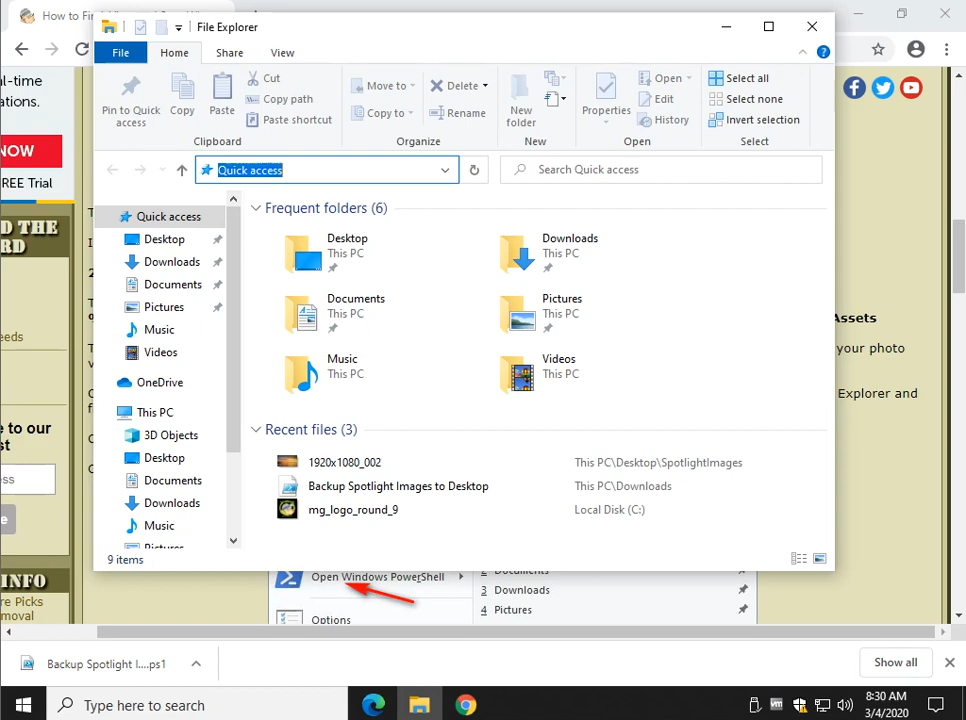 How to Fi
File Explorer
File
Home
Share
View
Pin to Quick access
Copy
Paste
Cut
Copy path
Paste shortcut
Clipboard
Move to
Copy to
Delete
Rename
Organize
New folder
New
Properties
Open
Edit
History
Open
Select all
Select none
Invert selection
Select
Quick access
Search Quick access
Quick access
Desktop
Downloads
Documents
Pictures
Music
Videos
OneDrive
This PC
3D Objects
Desktop
Documents
Downloads
Music
Pictures
Frequent folders (6)
Desktop
This PC
Downloads
This PC
Documents
This PC
Pictures
This PC
Music
This PC
Videos
This PC
Recent files (3)
1920x1080_002
This PC\Desktop\SpotlightImages
Backup Spotlight Images to Desktop
This PC\Downloads
mg_logo_round_9
Local Disk (C:)
9 items
al-time
ations.
NOW
REE Trial
D THE
RD
eeds
e to our
st
ess
e
INFO
re Picks
moval
Assets
your photo
Explorer and
Open Windows PowerShell
Options
2 Documents
3 Downloads
4 Pictures
Backup Spotlight I....ps1
Show all
Type here to search
8:30 AM
3/4/2020